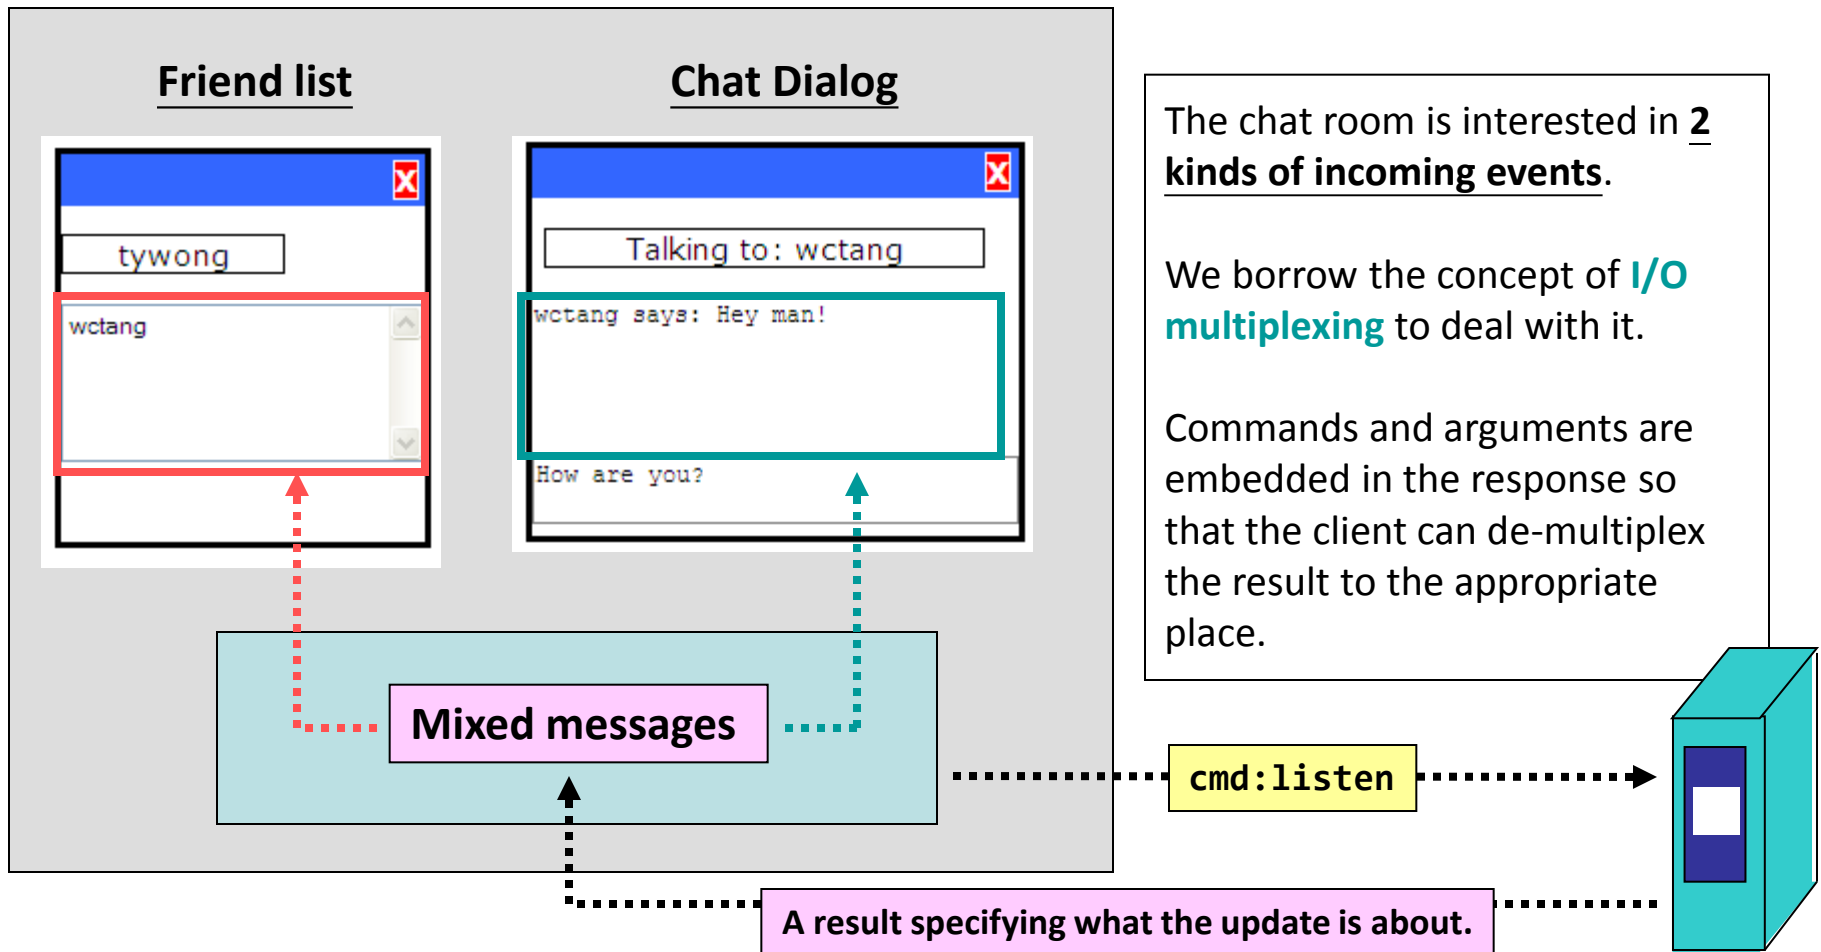 Friend list
tywong
wctang
Chat Dialog
Talking to: wctang
wctang says: Hey man!
How are you?
The chat room is interested in 2
kinds of incoming events.
We borrow the concept of I/O
multiplexing to deal with it.
Commands and arguments are
embedded in the response so
that the client can de-multiplex
the result to the appropriate
place.
Mixed messages
cmd:listen
A result specifying what the update is about.